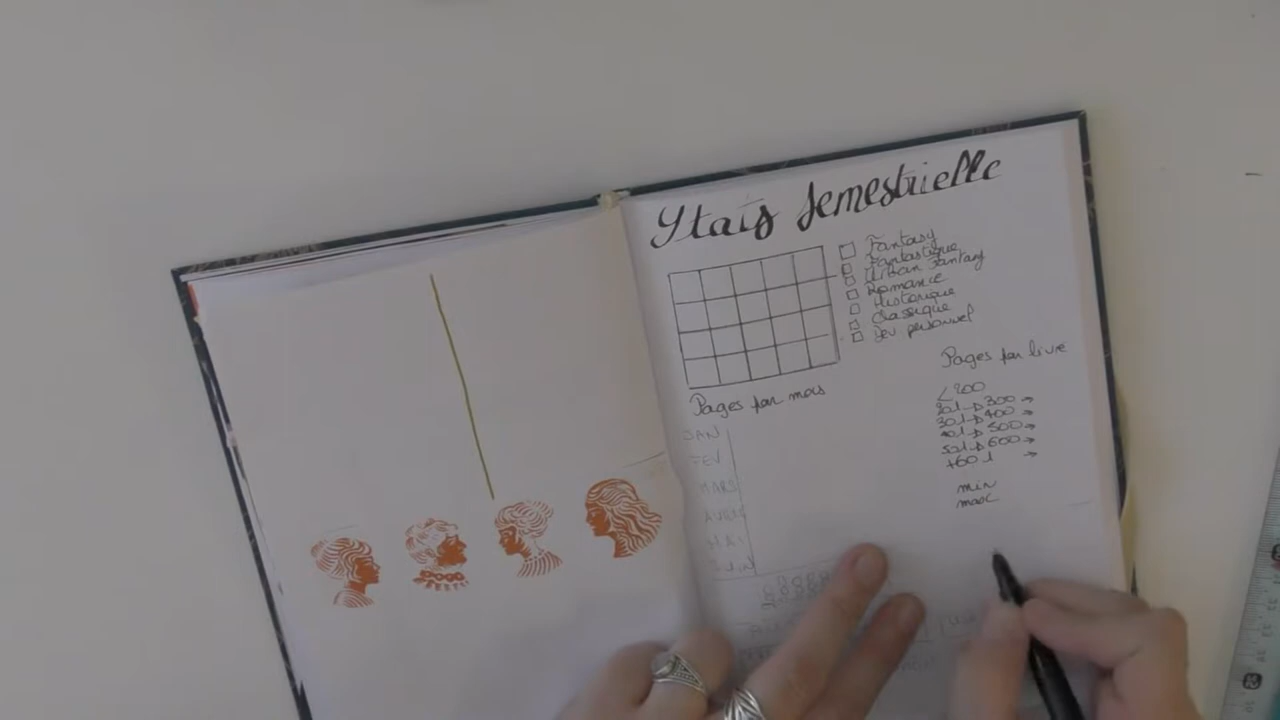 Stats semestrielle
Fantasy
Fantastique
Urban Fantasy
Romance
Historique
Classique
Dev personnel
Pages par livre
<200
201→300→
301→400→
401→500→
501→600→
+601→
min
max
Pages par mois
JAN
FEV
MARS
AVRIL
MAI
JUIN